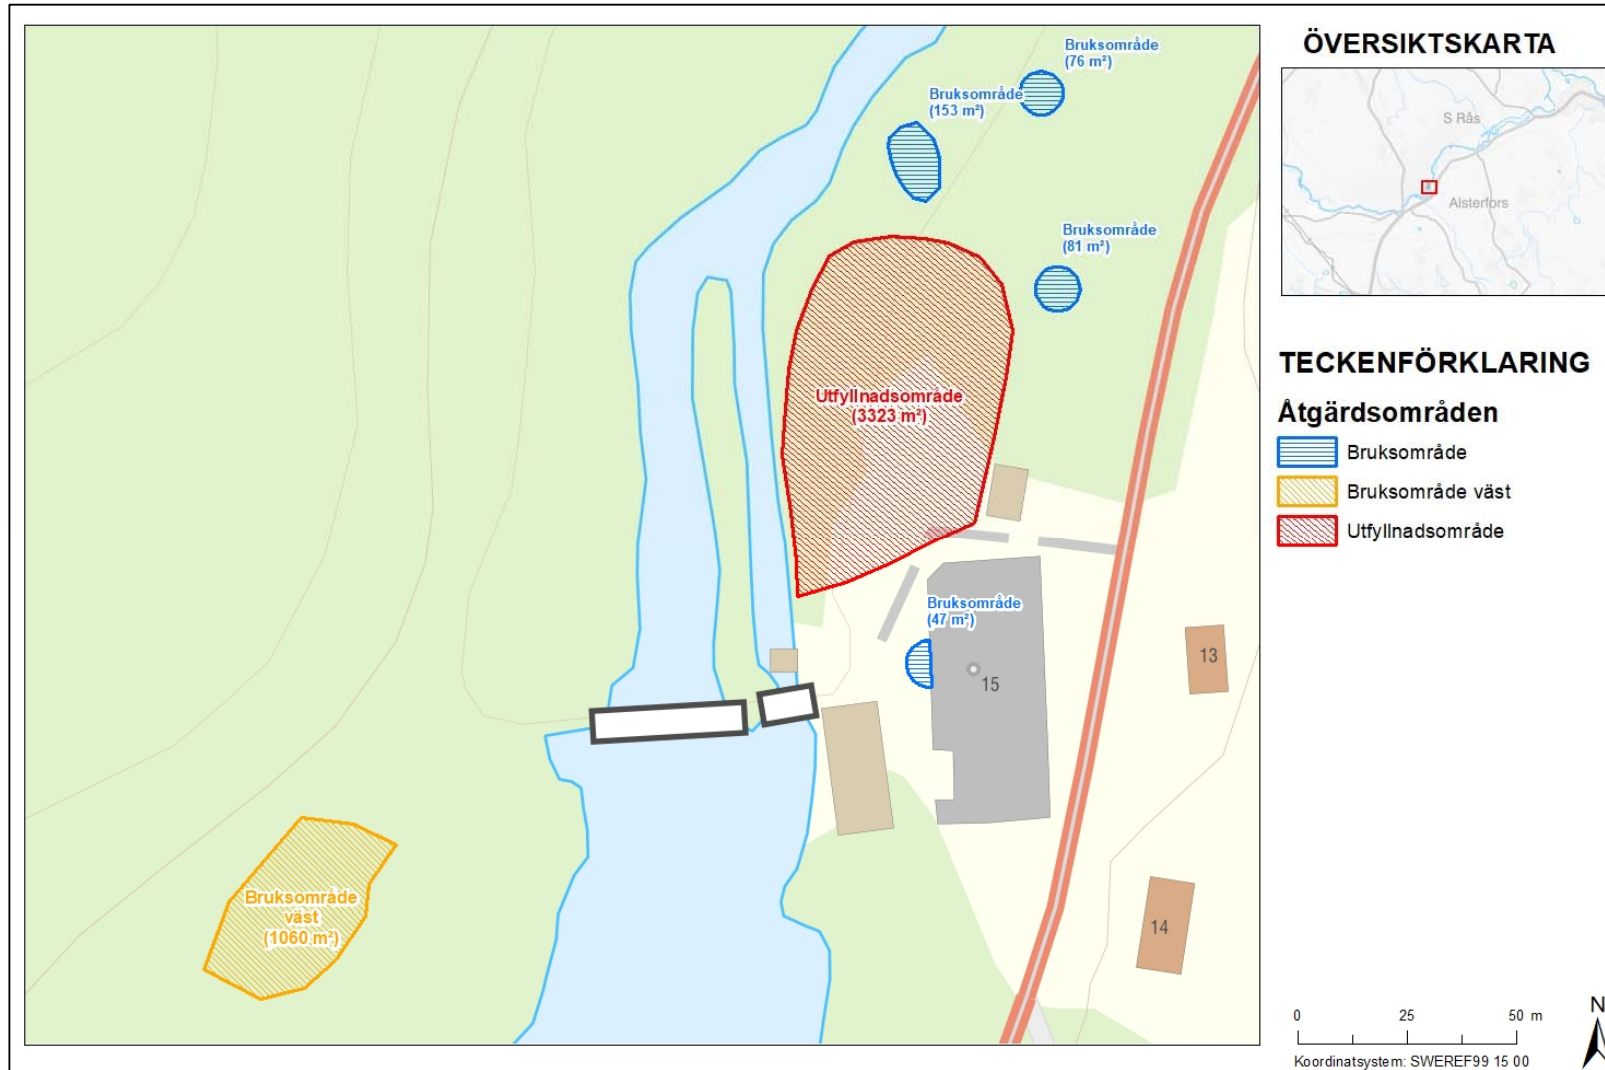 Bruksområde
(76 m²)
Bruksområde
(153 m²)
Bruksområde
(81 m²)
Utfyllnadsområde
(3323 m²)
Bruksområde
(47 m²)
15
13
14
Bruksområde
väst
(1060 m²)
ÖVERSIKTSKARTA
S Rås
Alsterfors
TECKENFÖRKLARING
Åtgärdsområden
Bruksområde
Bruksområde väst
Utfyllnadsområde
0 25 50 m
Koordinatsystem: SWEREF99 15 00
N